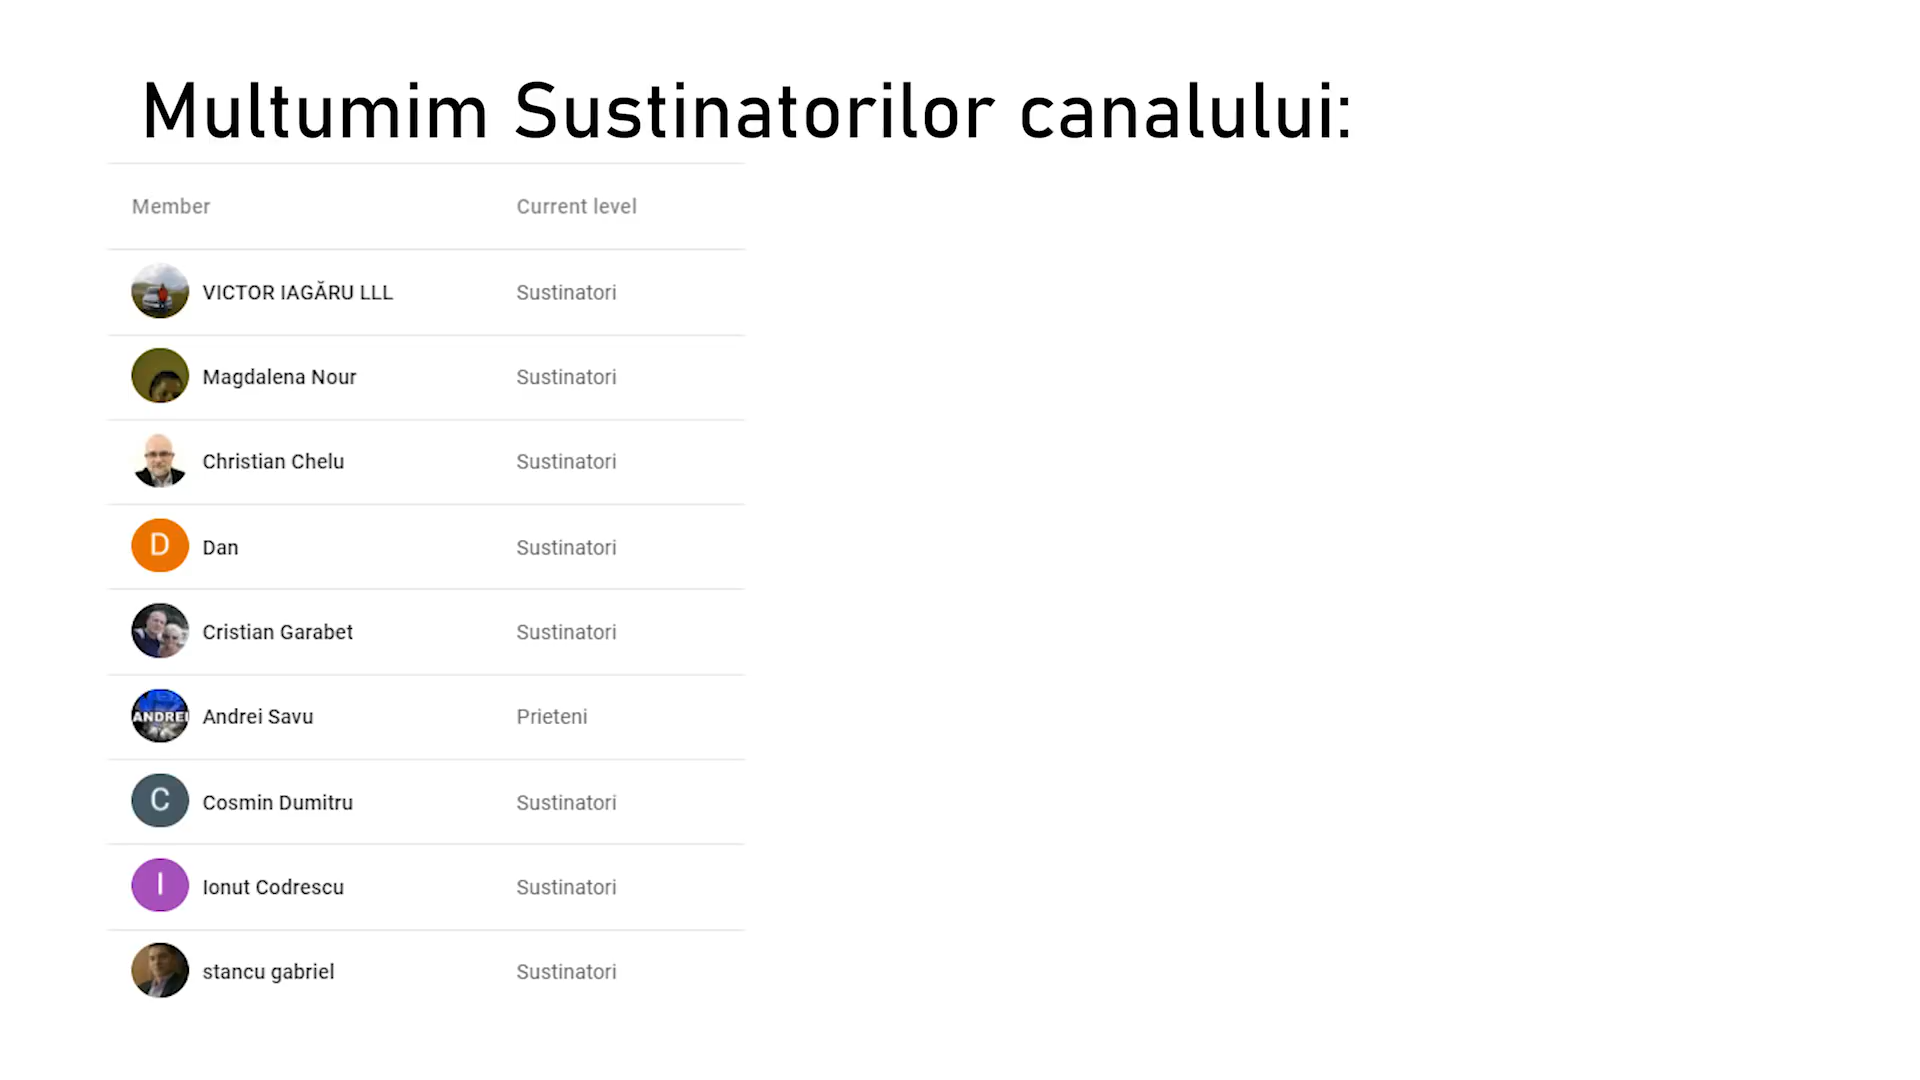 Multumim Sustinatorilor canalului:
Member Current level
VICTOR IAGĂRU LLL Sustinatori
Magdalena Nour Sustinatori
Christian Chelu Sustinatori
D Dan Sustinatori
Cristian Garabet Sustinatori
ANDREI Andrei Savu Prieteni
C Cosmin Dumitru Sustinatori
I Ionut Codrescu Sustinatori
stancu gabriel Sustinatori